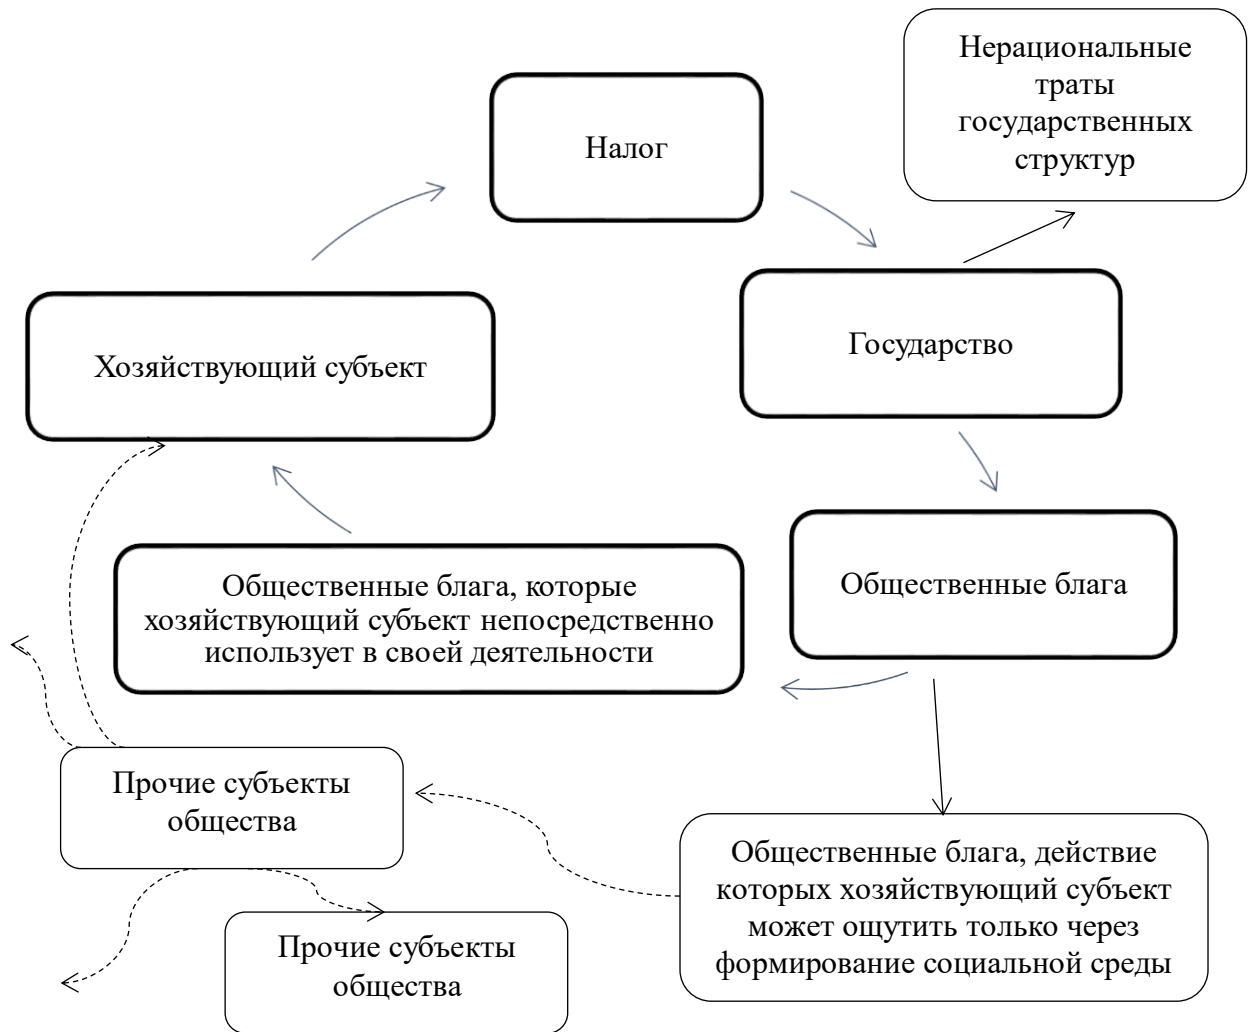 Нерациональные
траты
государственных
структур
Налог
Государство
Хозяйствующий субъект
Общественные блага
Общественные блага, которые
хозяйствующий субъект непосредственно
использует в своей деятельности
Прочие субъекты
общества
Общественные блага, действие
которых хозяйствующий субъект
может ощутить только через
формирование социальной среды
Прочие субъекты
общества